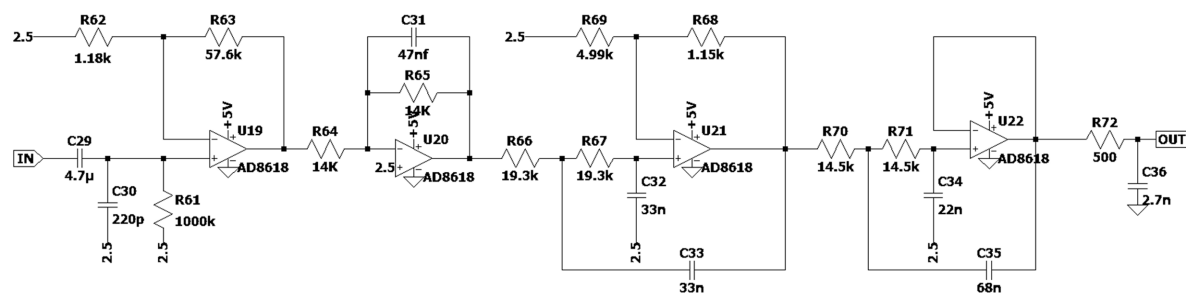 R62
1.18k
2.5
R63
57.6k
C31
47nf
R65
14K
R69
4.99k
2.5
R68
1.15k
+5V
U19
AD8618
+5V
U20
AD8618
2.5
+5V
U21
AD8618
+5V
U22
AD8618
IN
C29
4.7µ
C30
220p
2.5
R61
1000k
2.5
R64
14K
R66
19.3k
R67
19.3k
C32
33n
2.5
C33
33n
R70
14.5k
R71
14.5k
C34
22n
2.5
C35
68n
R72
500
OUT
C36
2.7n